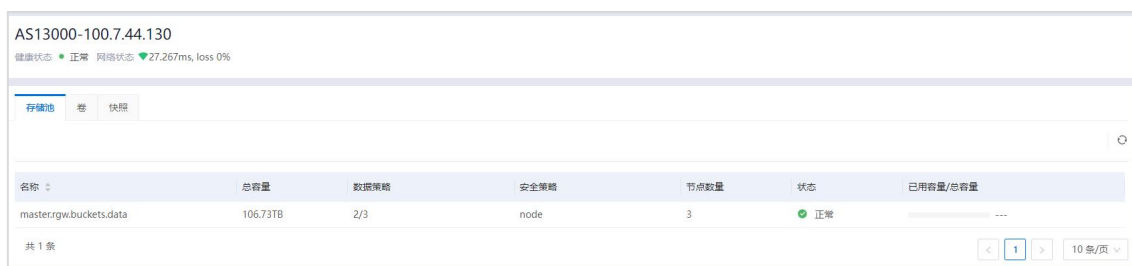 AS13000-100.7.44.130
健康状态 正常 网络状态 27.267ms, loss 0%
存储池 卷 快照
名称 总容量 数据策略 安全策略 节点数量 状态 已用容量/总容量
master.rgw.buckets.data 106.73TB 2/3 node 3 正常 ---
共 1 条 < 1 > 10 条/页